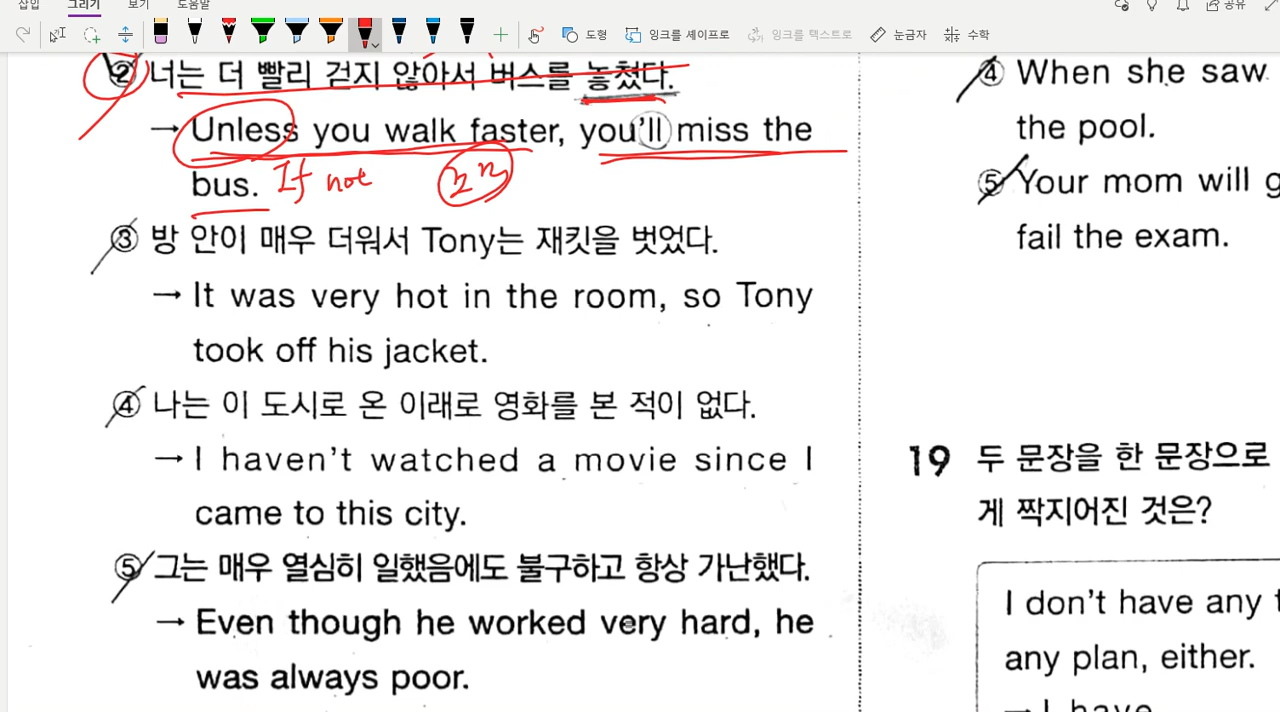 삽입 그리기 보기 도움말 공유
도형 잉크를 셰이프로 잉크를 텍스트로 눈금자 수학
② 너는 더 빨리 걷지 않아서 버스를 놓쳤다.
→ Unless you walk faster, you'll miss the
bus. If not
③ 방 안이 매우 더워서 Tony는 재킷을 벗었다.
→ It was very hot in the room, so Tony
took off his jacket.
④ 나는 이 도시로 온 이래로 영화를 본 적이 없다.
→ I haven't watched a movie since I
came to this city.
⑤ 그는 매우 열심히 일했음에도 불구하고 항상 가난했다.
→ Even though he worked very hard, he
was always poor.
④ When she saw
the pool.
⑤ Your mom will g
fail the exam.
19 두 문장을 한 문장으로
게 짝지어진 것은?
I don't have any t
any plan, either.
→ I have